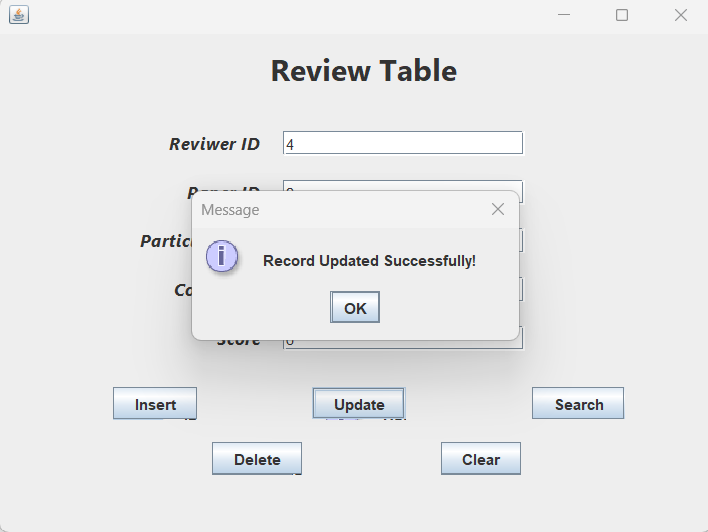 Review Table
Reviwer ID 4
Message
Record Updated Successfully!
OK
Score
Insert Update Search
Delete Clear